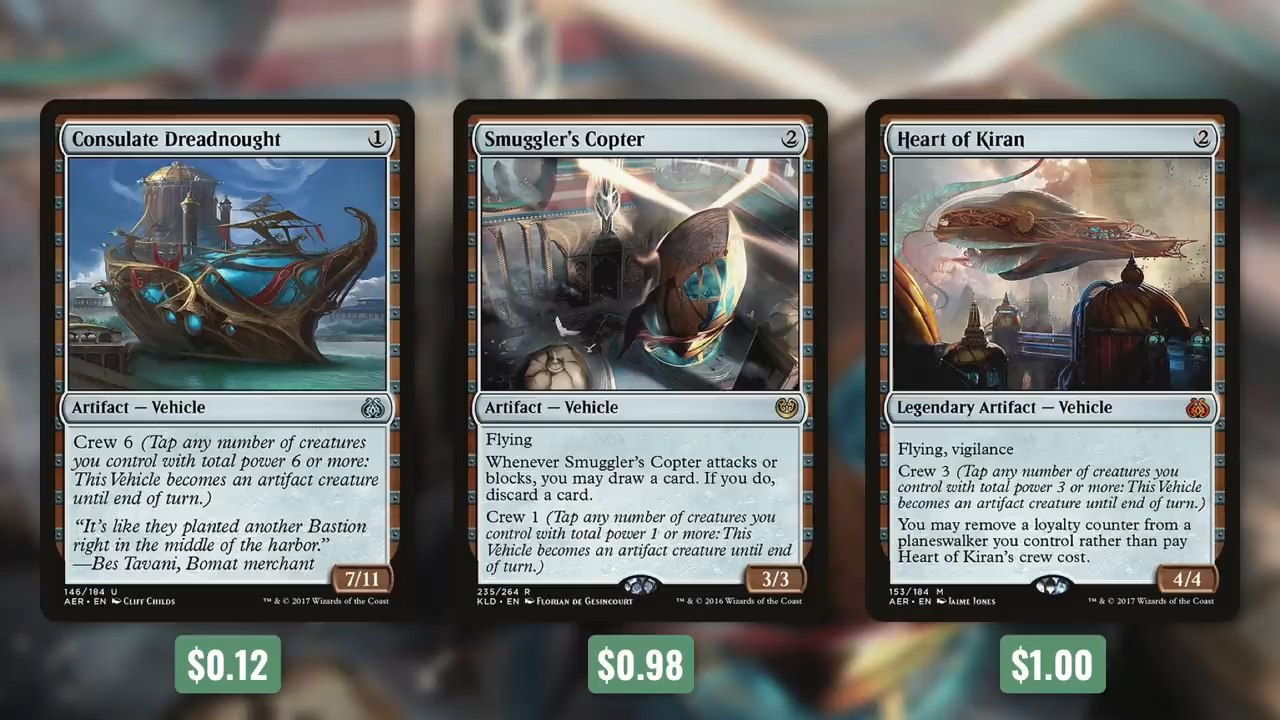 Consulate Dreadnought 1
Artifact — Vehicle
Crew 6 (Tap any number of creatures
you control with total power 6 or more:
This Vehicle becomes an artifact creature
until end of turn.)
"It's like they planted another Bastion
right in the middle of the harbor."
—Bes Tavani, Bomat merchant
7/11
146/184 U
AER • EN Cliff Childs
™ & © 2017 Wizards of the Coast
$0.12
Smuggler's Copter 2
Artifact — Vehicle
Flying
Whenever Smuggler's Copter attacks or
blocks, you may draw a card. If you do,
discard a card.
Crew 1 (Tap any number of creatures you
control with total power 1 or more: This
Vehicle becomes an artifact creature until end
of turn.)
3/3
235/264 R
KLD • EN Florian de Gesincourt
™ & © 2016 Wizards of the Coast
$0.98
Heart of Kiran 2
Legendary Artifact — Vehicle
Flying, vigilance
Crew 3 (Tap any number of creatures you
control with total power 3 or more: This Vehicle
becomes an artifact creature until end of turn.)
You may remove a loyalty counter from a
planeswalker you control rather than pay
Heart of Kiran's crew cost.
4/4
153/184 M
AER • EN Jaime Jones
™ & © 2017 Wizards of the Coast
$1.00